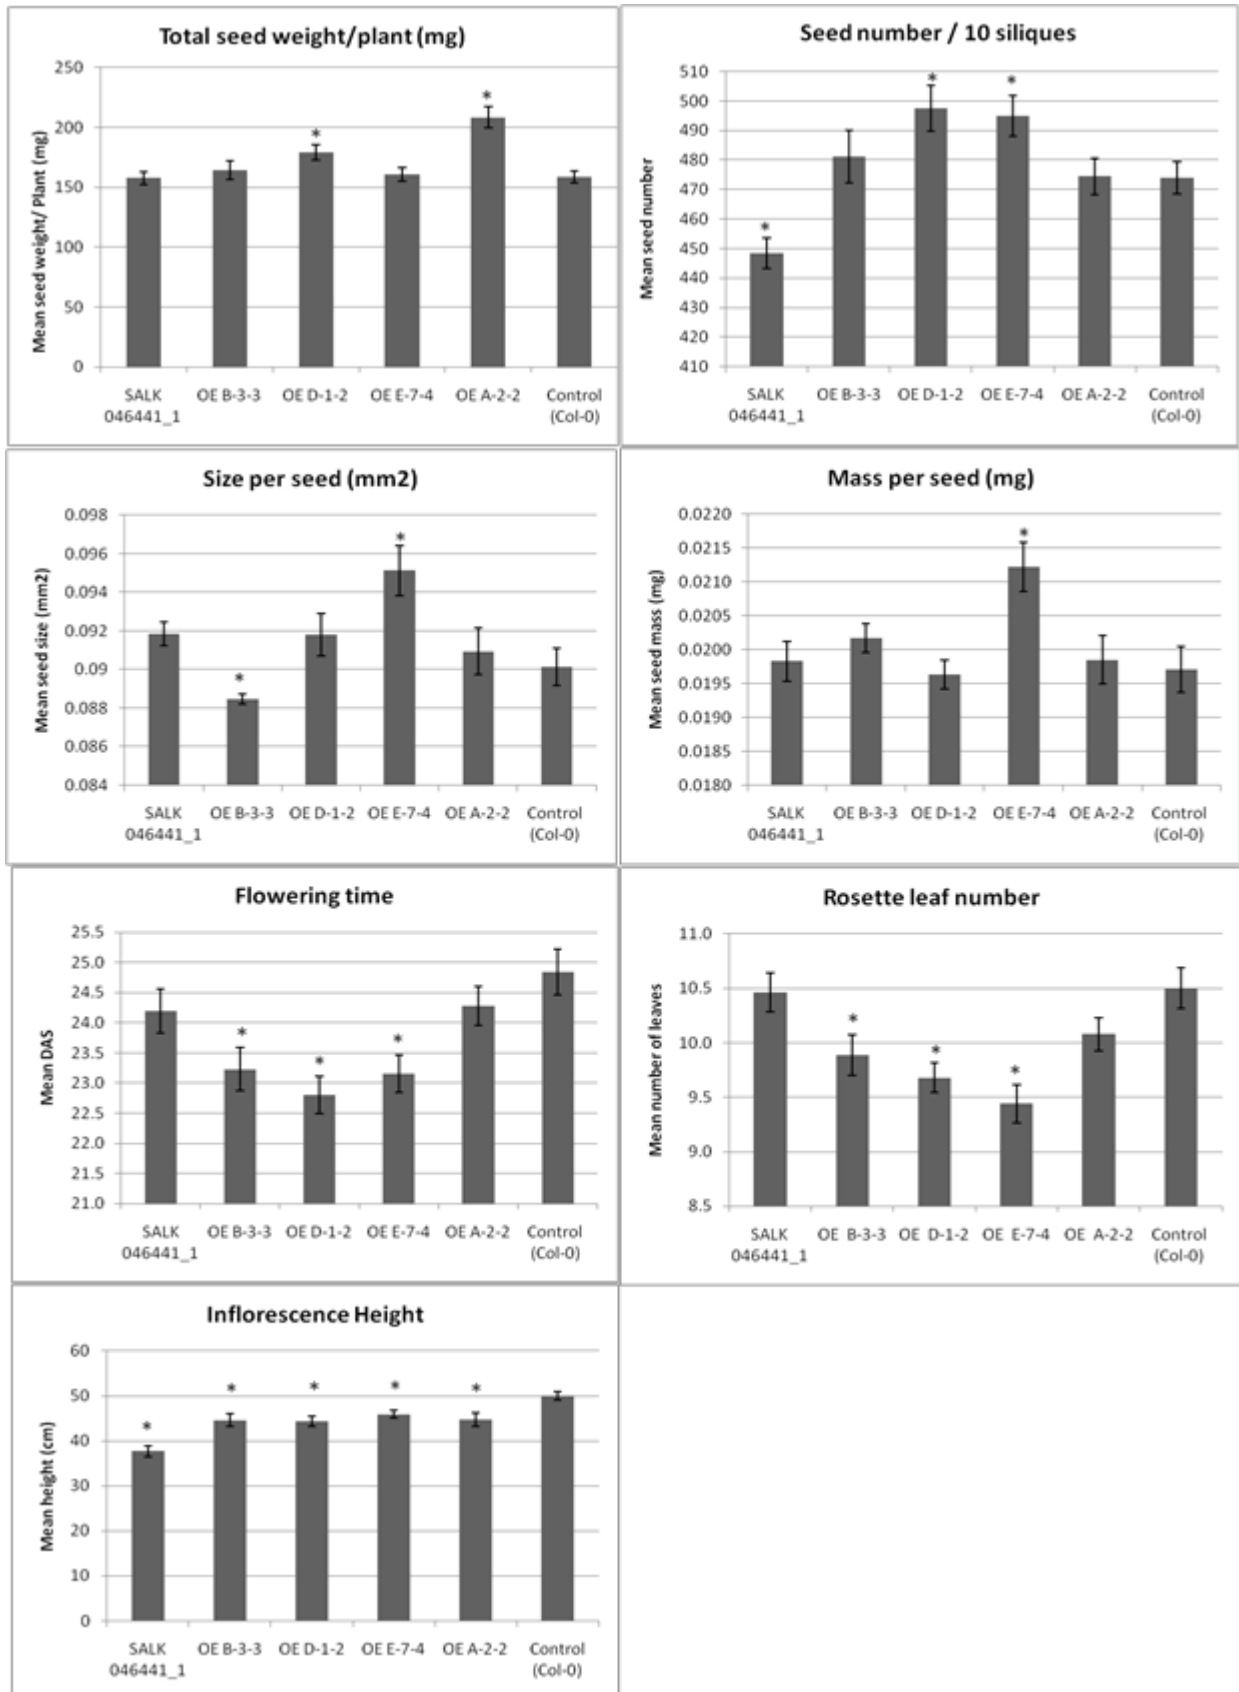 Total seed weight/plant (mg)
Mean seed weight/ Plant (mg)
250
200
150
100
50
0
* *
SALK 046441_1 OE B-3-3 OE D-1-2 OE E-7-4 OE A-2-2 Control (Col-0)
Seed number / 10 siliques
Mean seed number
510
500
490
480
470
460
450
440
430
420
410
* * *
SALK 046441_1 OE B-3-3 OE D-1-2 OE E-7-4 OE A-2-2 Control (Col-0)
Size per seed (mm2)
Mean seed size (mm2)
0.098
0.096
0.094
0.092
0.09
0.088
0.086
0.084
* *
SALK 046441_1 OE B-3-3 OE D-1-2 OE E-7-4 OE A-2-2 Control (Col-0)
Mass per seed (mg)
Mean seed mass (mg)
0.0220
0.0215
0.0210
0.0205
0.0200
0.0195
0.0190
0.0185
0.0180
*
SALK 046441_1 OE B-3-3 OE D-1-2 OE E-7-4 OE A-2-2 Control (Col-0)
Flowering time
Mean DAS
25.5
25.0
24.5
24.0
23.5
23.0
22.5
22.0
21.5
21.0
* * *
SALK 046441_1 OE B-3-3 OE D-1-2 OE E-7-4 OE A-2-2 Control (Col-0)
Rosette leaf number
Mean number of leaves
11.0
10.5
10.0
9.5
9.0
8.5
* * *
SALK 046441_1 OE B-3-3 OE D-1-2 OE E-7-4 OE A-2-2 Control (Col-0)
Inflorescence Height
Mean height (cm)
60
50
40
30
20
10
0
* * * * *
SALK 046441_1 OE B-3-3 OE D-1-2 OE E-7-4 OE A-2-2 Control (Col-0)